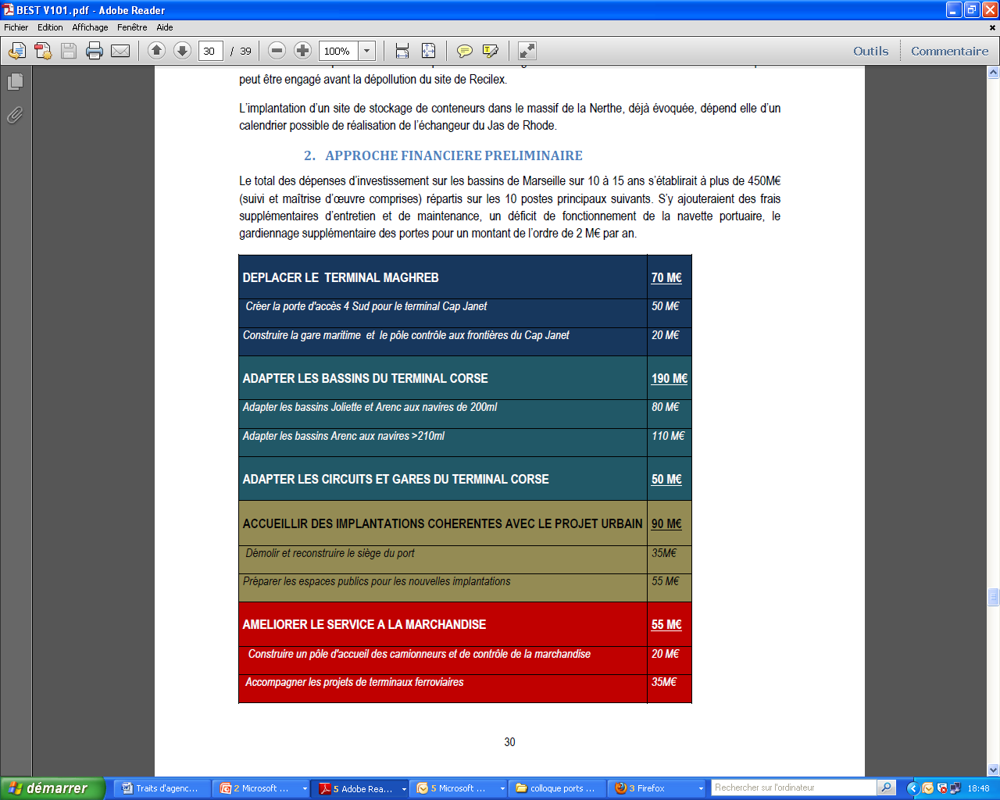 BEST V101.pdf - Adobe Reader
Fichier Edition Affichage Fenêtre Aide
30 / 39 100% Outils Commentaire
peut être engagé avant la dépollution du site de Recilex.
L'implantation d'un site de stockage de conteneurs dans le massif de la Nerthe, déjà évoquée, dépend elle d'un
calendrier possible de réalisation de l'échangeur du Jas de Rhode.
2. APPROCHE FINANCIERE PRELIMINAIRE
Le total des dépenses d'investissement sur les bassins de Marseille sur 10 à 15 ans s'établirait à plus de 450M€
(suivi et maîtrise d'œuvre comprises) répartis sur les 10 postes principaux suivants. S'y ajouteraient des frais
supplémentaires d'entretien et de maintenance, un déficit de fonctionnement de la navette portuaire, le
gardiennage supplémentaire des portes pour un montant de l'ordre de 2 M€ par an.
DEPLACER LE TERMINAL MAGHREB 70 M€
Créer la porte d'accès 4 Sud pour le terminal Cap Janet 50 M€
Construire la gare maritime et le pôle contrôle aux frontières du Cap Janet 20 M€
ADAPTER LES BASSINS DU TERMINAL CORSE 190 M€
Adapter les bassins Joliette et Arenc aux navires de 200ml 80 M€
Adapter les bassins Arenc aux navires >210ml 110 M€
ADAPTER LES CIRCUITS ET GARES DU TERMINAL CORSE 50 M€
ACCUEILLIR DES IMPLANTATIONS COHERENTES AVEC LE PROJET URBAIN 90 M€
Démolir et reconstruire le siège du port 35M€
Préparer les espaces publics pour les nouvelles implantations 55 M€
AMELIORER LE SERVICE A LA MARCHANDISE 55 M€
Construire un pôle d'accueil des camionneurs et de contrôle de la marchandise 20 M€
Accompagner les projets de terminaux ferroviaires 35M€
30
démarrer Traits d'agenc... 2 Microsoft ... 5 Adobe Rea... 5 Microsoft ... colloque ports ... 3 Firefox Rechercher sur l'ordinateur 18:48